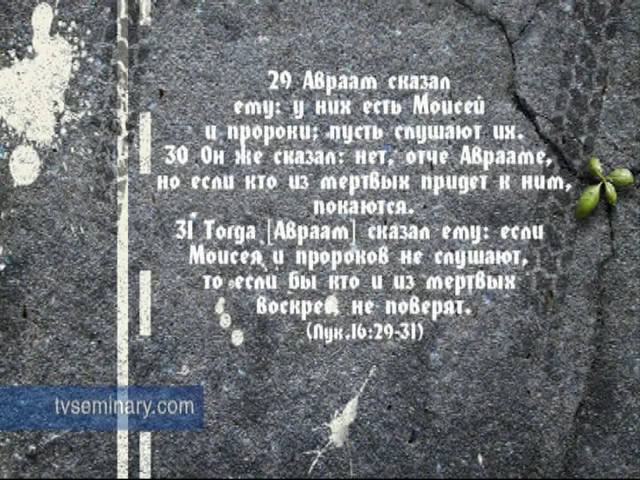 29 Авраам сказал
ему: у них есть Моисей
и пророки; пусть слушают их.
30 Он же сказал: нет, отче Аврааме,
но если кто из мертвых придет к ним,
покаются.
31 Тогда [Авраам] сказал ему: если
Моисея и пророков не слушают,
то если бы кто и из мертвых
воскрес, не поверят.
(Лук.16:29-31)
tvseminary.com